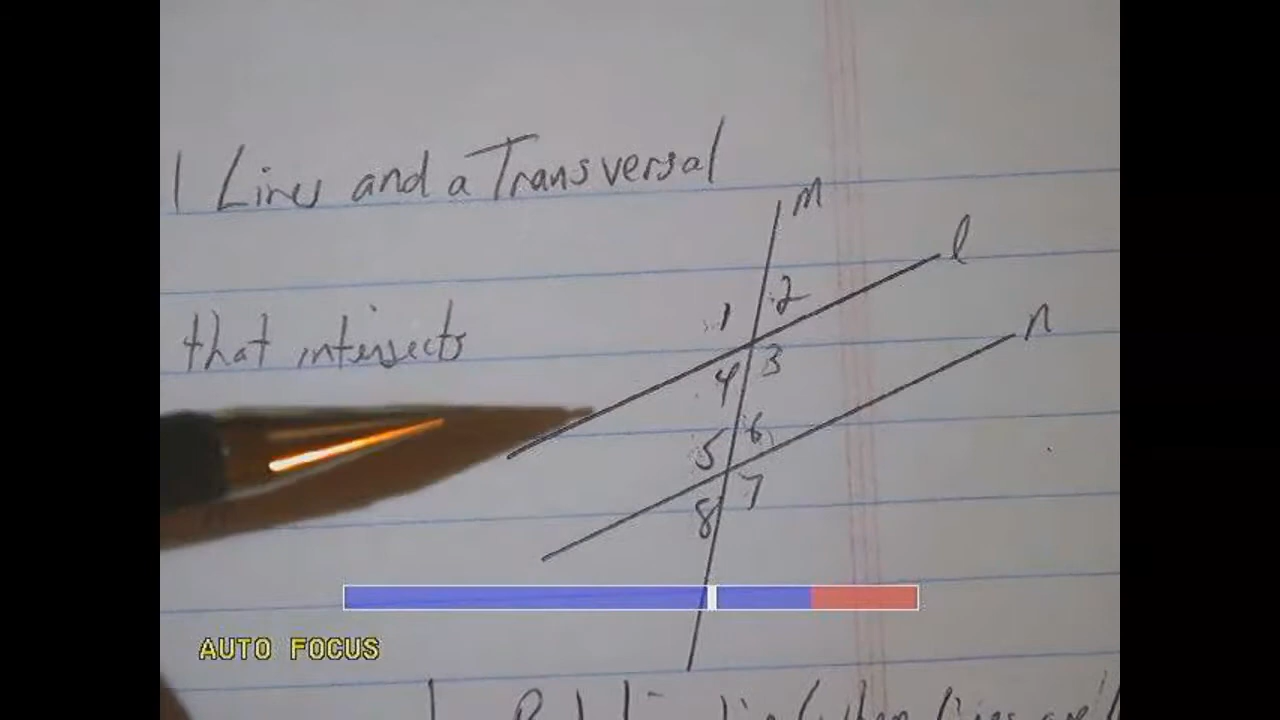 l Lines and a Transversal
m
l
1 2
n
that intersects
4 3
5 6
8 7
AUTO FOCUS